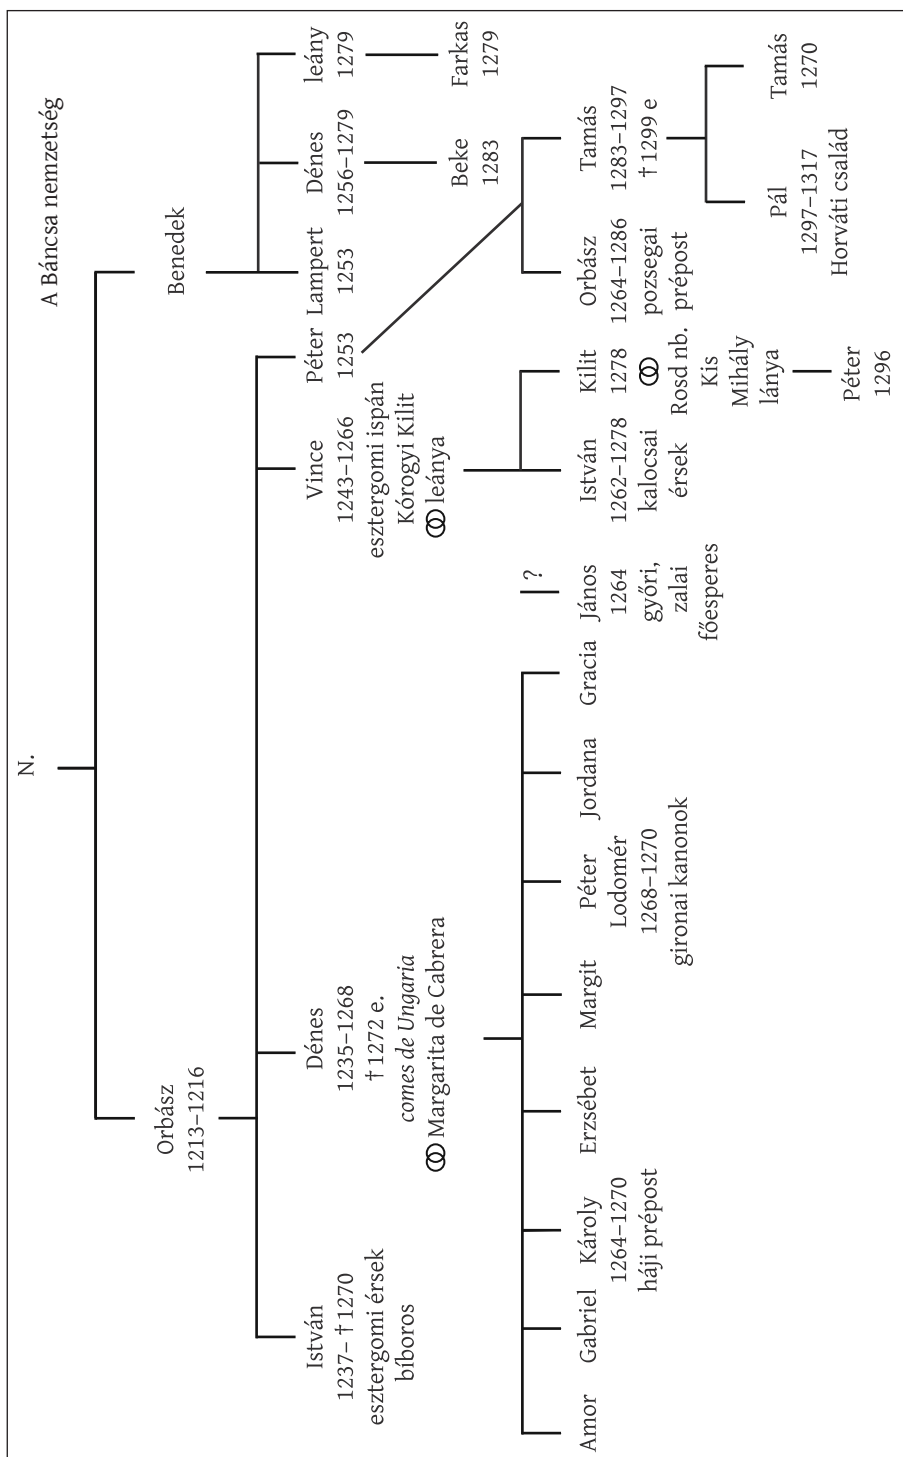 A Báncsa nemzetség
N.
Orbász
1213–1216
Benedek
István
1237– †1270
esztergomi érsek
bíboros
Dénes
1235–1268
†1272 e.
comes de Ungaria
Margarita de Cabrera
Vince
1243–1266
esztergomi ispán
Kórogyi Kilit
leánya
Péter
1253
Lampert
1253
Dénes
1256–1279
leány
1279
Beke
1283
Farkas
1279
Amor
Gabriel
Károly
1264–1270
háji prépost
Erzsébet
Margit
Péter
Lodomér
1268–1270
gironai kanonok
Jordana
Gracia
?
János
1264
győri,
zalai
főesperes
István
1262–1278
kalocsai
érsek
Kilit
1278
Rosd nb.
Kis
Mihály
lánya
Péter
1296
Orbász
1264–1286
pozsegai
prépost
Tamás
1283–1297
†1299 e
Pál
1297–1317
Horváti család
Tamás
1270